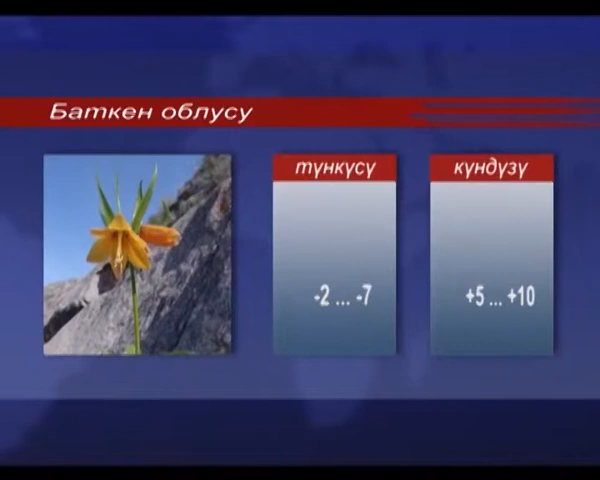 Баткен облусу
түнкүсү
күндүзү
-2 ... -7
+5 ... +10